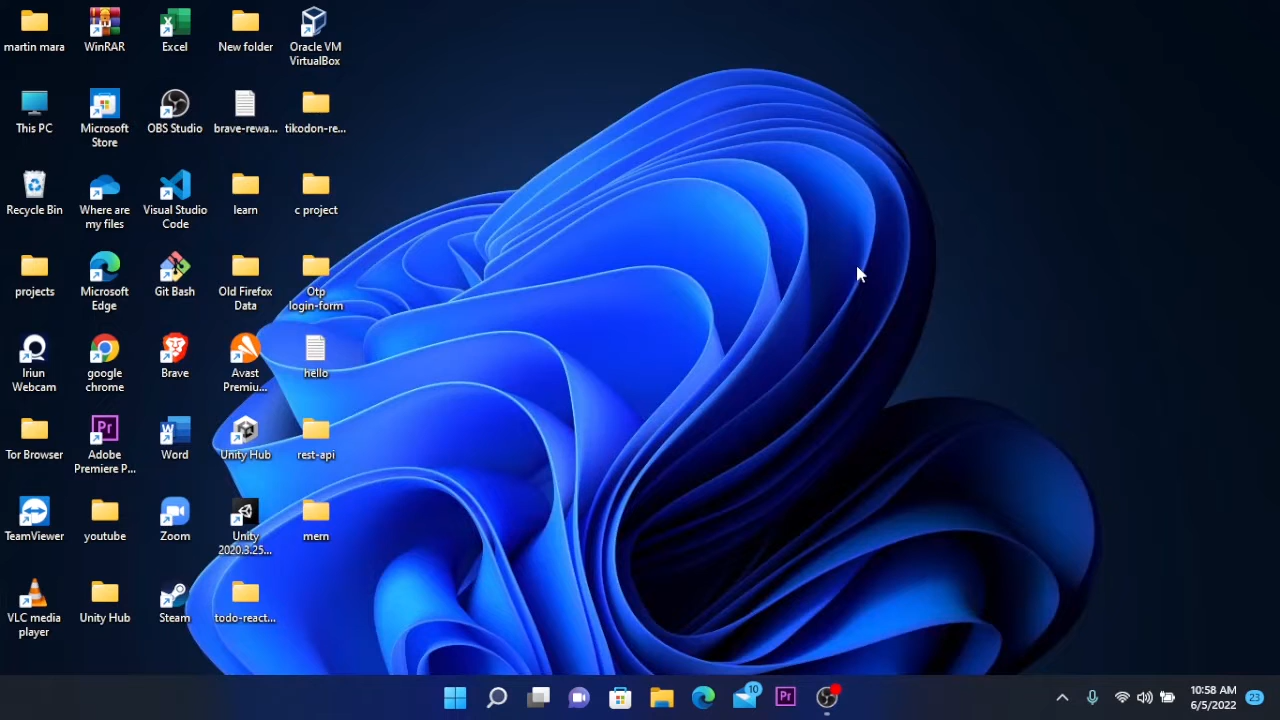 martin mara
WinRAR
Excel
New folder
Oracle VM
VirtualBox
This PC
Microsoft
Store
OBS Studio
brave-rewa...
tikodon-re...
Recycle Bin
Where are
my files
Visual Studio
Code
learn
c project
projects
Microsoft
Edge
Git Bash
Old Firefox
Data
Otp
login-form
Iriun
Webcam
google
chrome
Brave
Avast
Premiu...
hello
Tor Browser
Pr
Adobe
Premiere P...
Word
Unity Hub
rest-api
TeamViewer
youtube
Zoom
Unity
2020.3.25...
mern
VLC media
player
Unity Hub
Steam
todo-react...
10
Pr
10:58 AM
6/5/2022
23